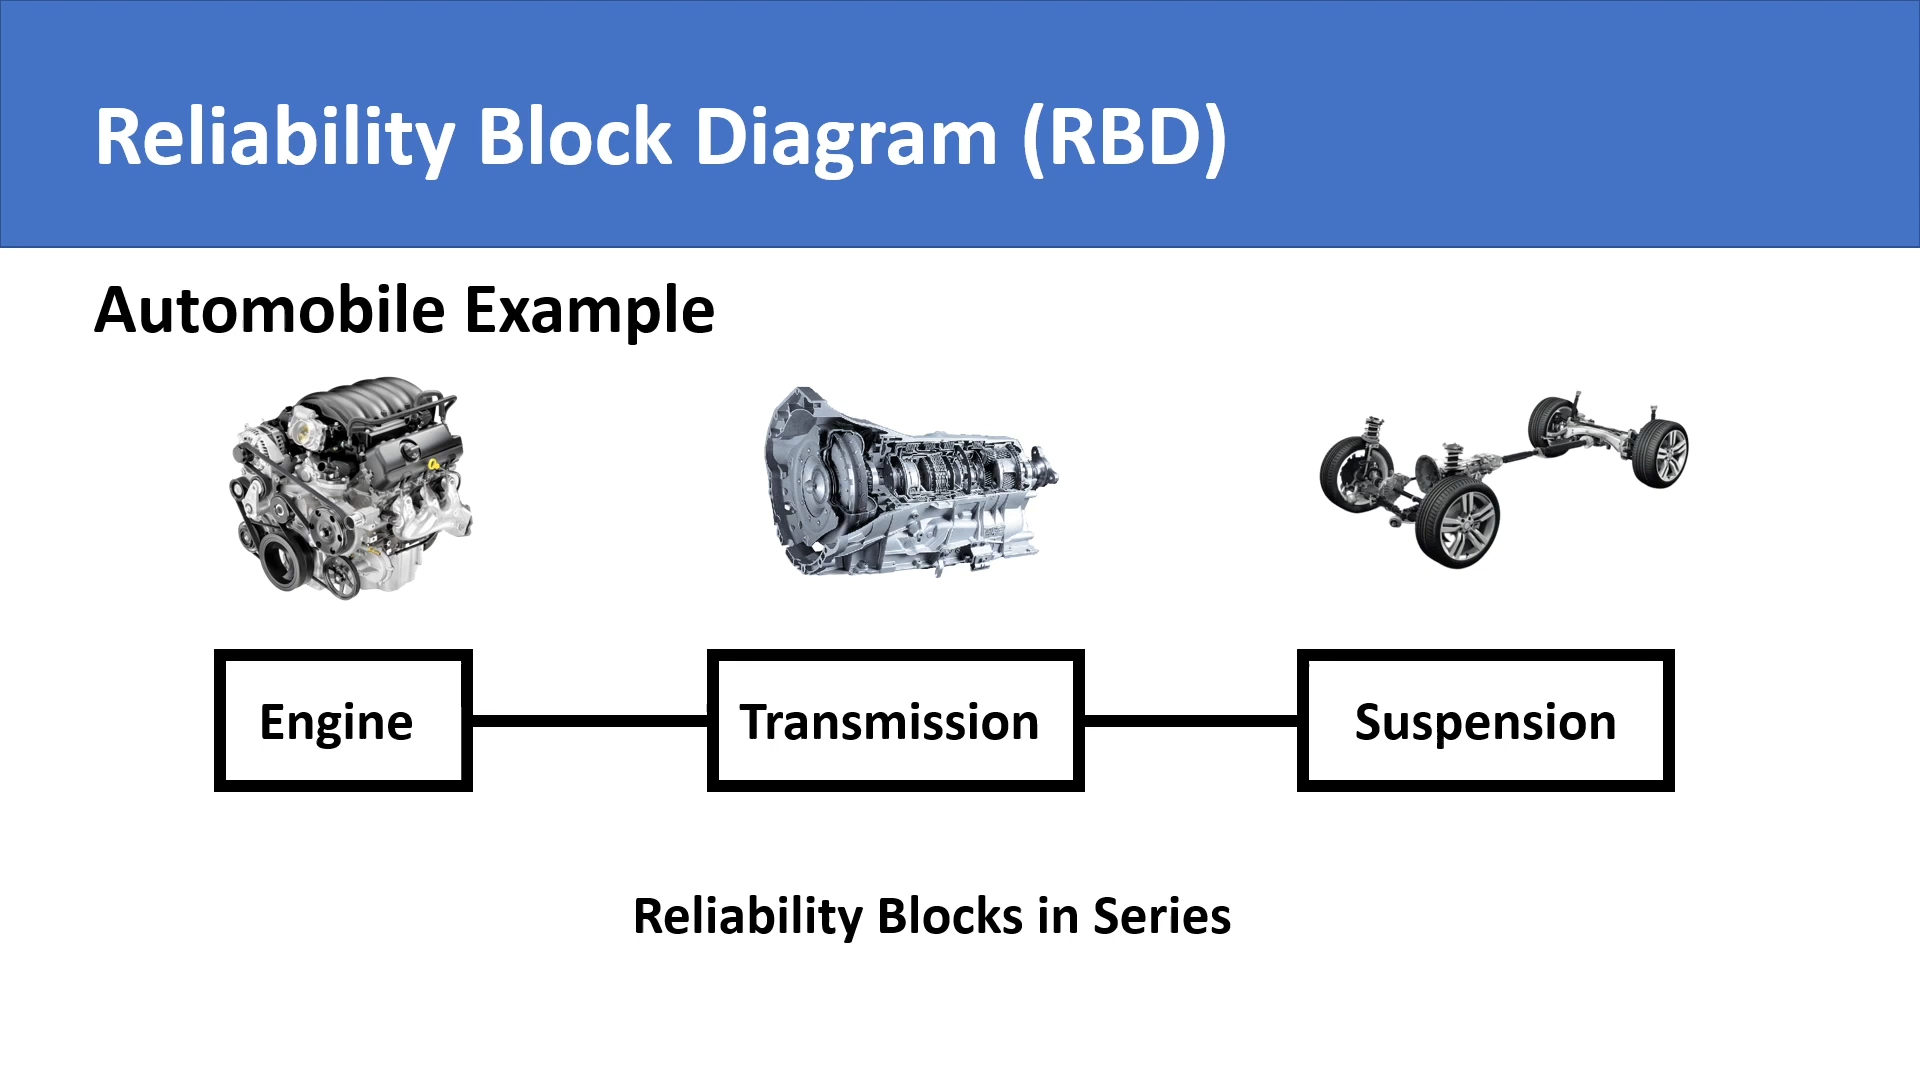 Reliability Block Diagram (RBD)
Automobile Example
Engine
Transmission
Suspension
Reliability Blocks in Series